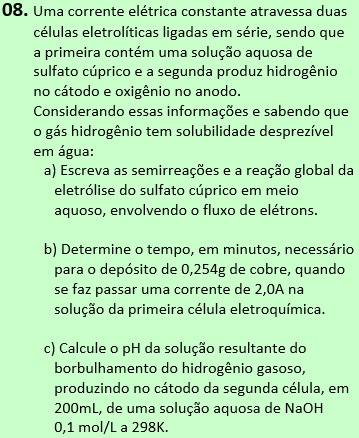 08. Uma corrente elétrica constante atravessa duas
células eletrolíticas ligadas em série, sendo que
a primeira contém uma solução aquosa de
sulfato cúprico e a segunda produz hidrogênio
no cátodo e oxigênio no anodo.
Considerando essas informações e sabendo que
o gás hidrogênio tem solubilidade desprezível
em água:
a) Escreva as semirreações e a reação global da
eletrólise do sulfato cúprico em meio
aquoso, envolvendo o fluxo de elétrons.
b) Determine o tempo, em minutos, necessário
para o depósito de 0,254g de cobre, quando
se faz passar uma corrente de 2,0A na
solução da primeira célula eletroquímica.
c) Calcule o pH da solução resultante do
borbulhamento do hidrogênio gasoso,
produzindo no cátodo da segunda célula, em
200mL, de uma solução aquosa de NaOH
0,1 mol/L a 298K.